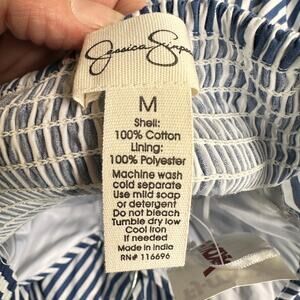 Jessica Simpson
M
Shell:
100% Cotton
Lining:
100% Polyester
Machine wash
cold separate
Use mild soap
or detergent
Do not bleach
Tumble dry low
Cool Iron
if needed
Made in India
RN# 116696